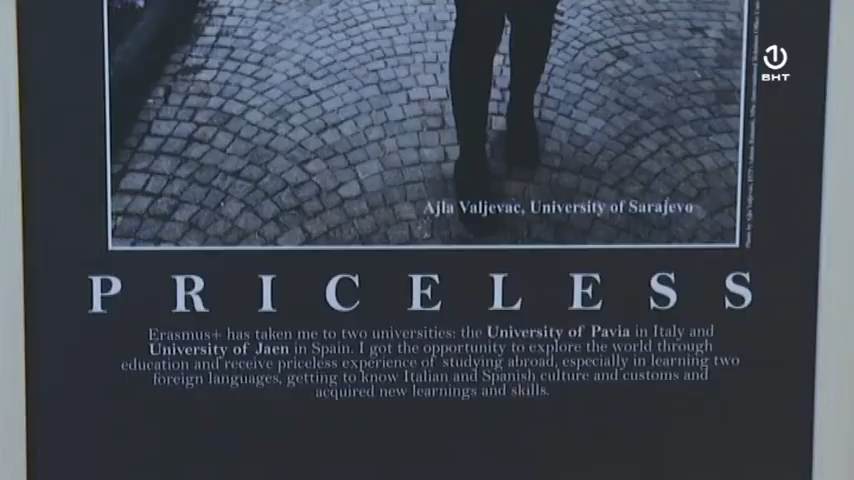 1
BHT
Ajla Valjevac, University of Sarajevo
PRICELESS
Erasmus+ has taken me to two universities: the University of Pavia in Italy and
University of Jaen in Spain. I got the opportunity to explore the world through
education and receive priceless experience of studying abroad, especially in learning two
foreign languages, getting to know Italian and Spanish culture and customs and
acquired new learnings and skills.